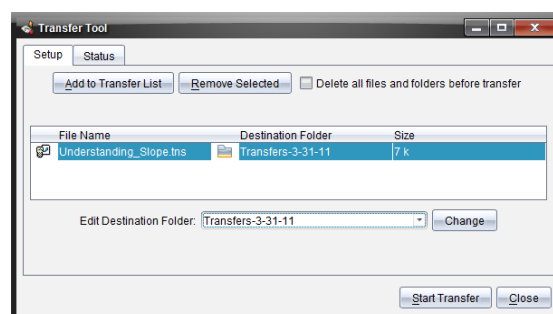 Transfer Tool
Setup Status
Add to Transfer List Remove Selected Delete all files and folders before transfer
File Name Destination Folder Size
Understanding_Slope.tns Transfers-3-31-11 7 k
Edit Destination Folder: Transfers-3-31-11 Change
Start Transfer Close